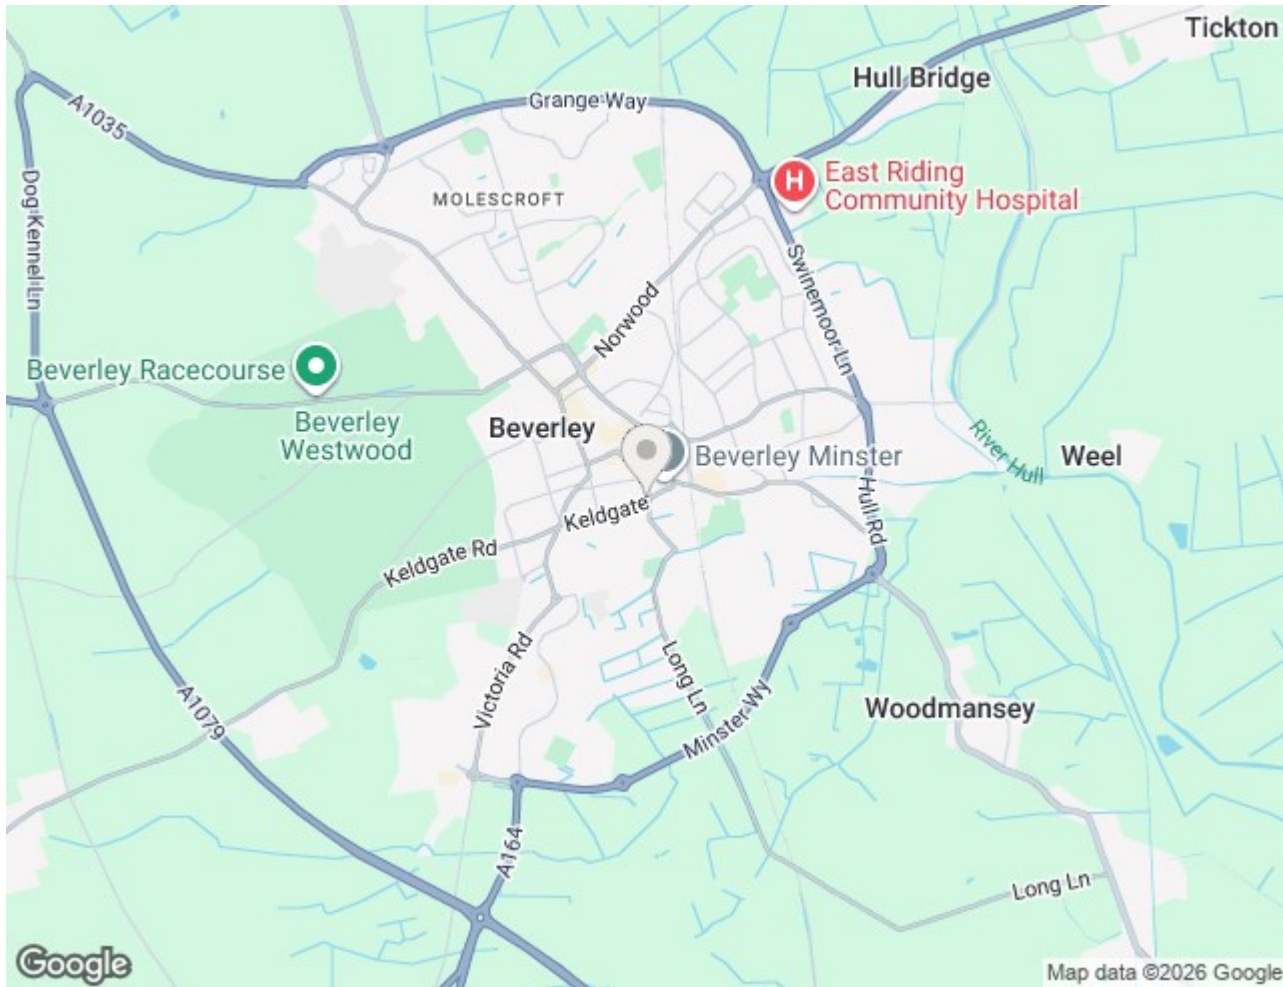 Tickton
Hull Bridge
Grange Way
A1035
East Riding
Community Hospital
MOLESCROFT
Dog Kennel Ln
Swinemoor Ln
Norwood
Beverley Racecourse
Beverley
Westwood
Beverley
Beverley Minster
River Hull
Weel
Keldgate
Hull Rd
Keldgate Rd
Victoria Rd
Long Ln
A1079
Minster Wy
Woodmansey
A164
Long Ln
Google
Map data ©2026 Google
H